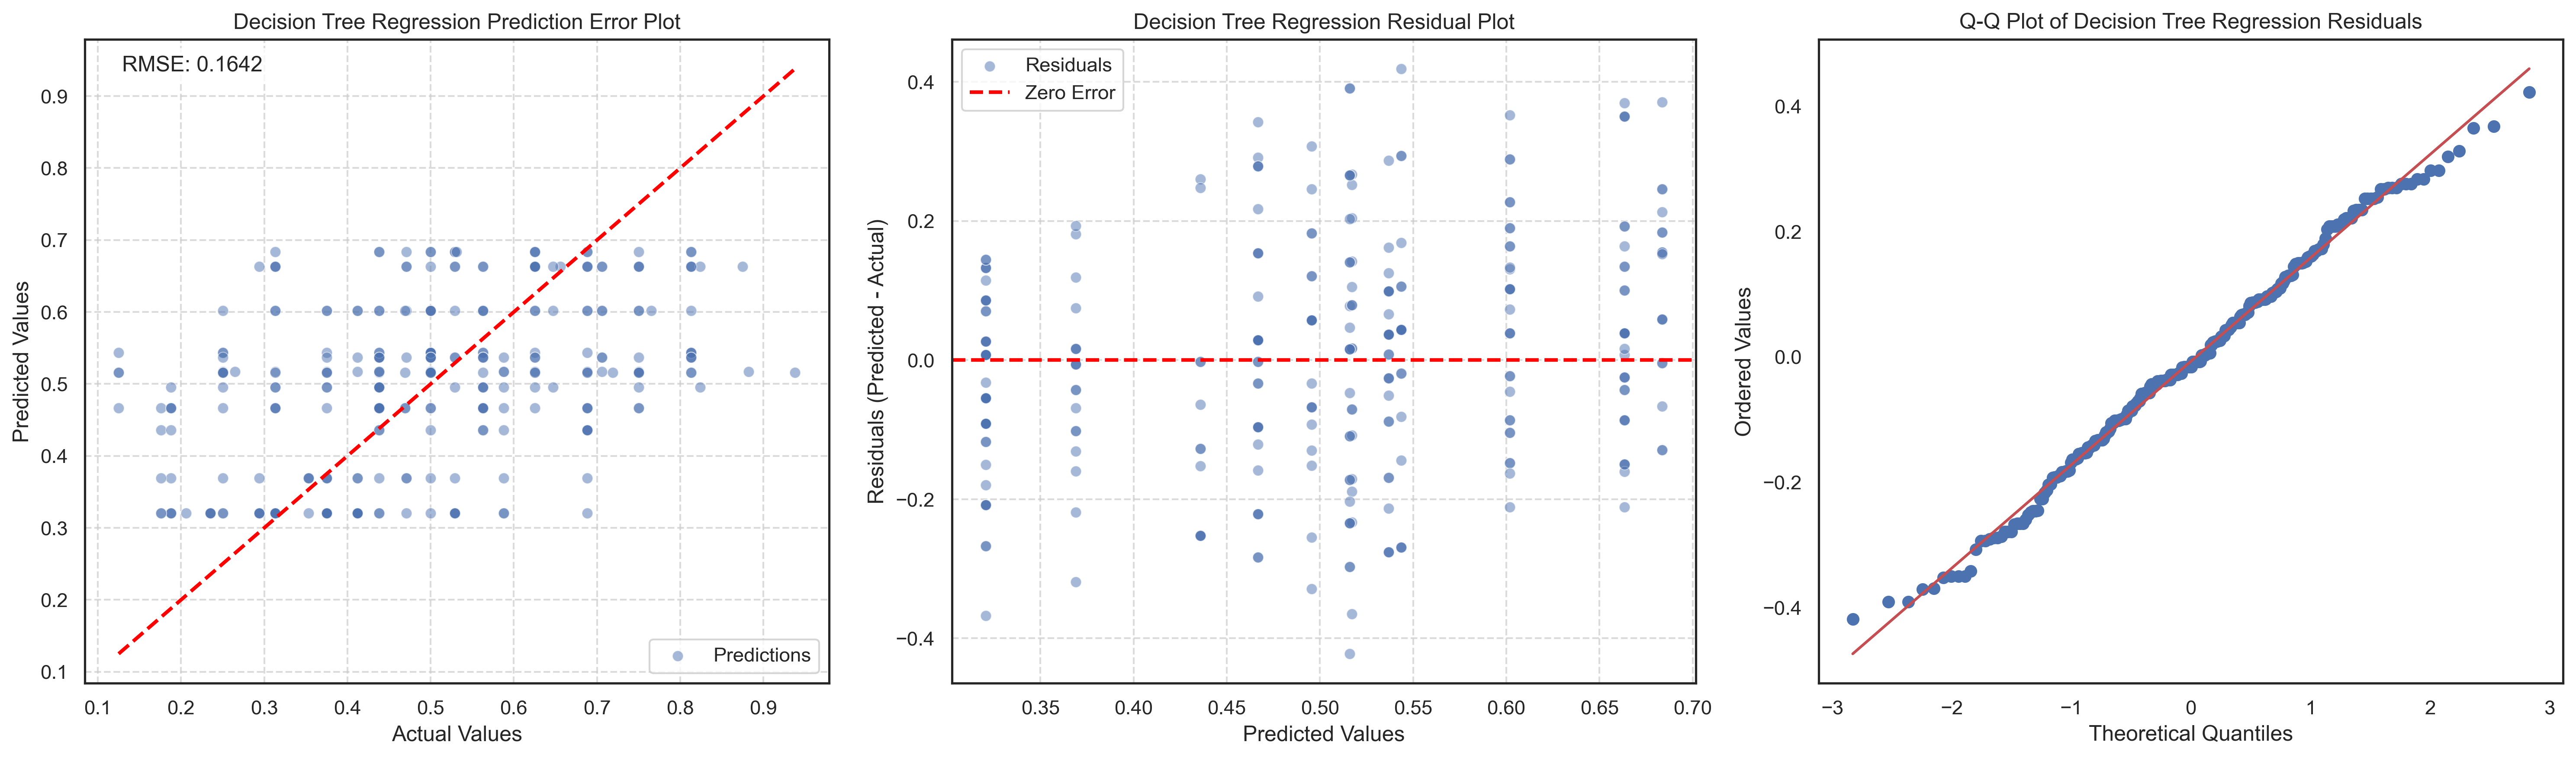 Decision Tree Regression Prediction Error Plot
RMSE: 0.1642
0.9
0.8
0.7
0.6
0.5
0.4
0.3
0.2
0.1
Predicted Values
Predictions
0.1 0.2 0.3 0.4 0.5 0.6 0.7 0.8 0.9
Actual Values
Decision Tree Regression Residual Plot
Residuals
Zero Error
0.4
0.2
0.0
−0.2
−0.4
Residuals (Predicted - Actual)
0.35 0.40 0.45 0.50 0.55 0.60 0.65 0.70
Predicted Values
Q-Q Plot of Decision Tree Regression Residuals
0.4
0.2
0.0
−0.2
−0.4
Ordered Values
−3 −2 −1 0 1 2 3
Theoretical Quantiles